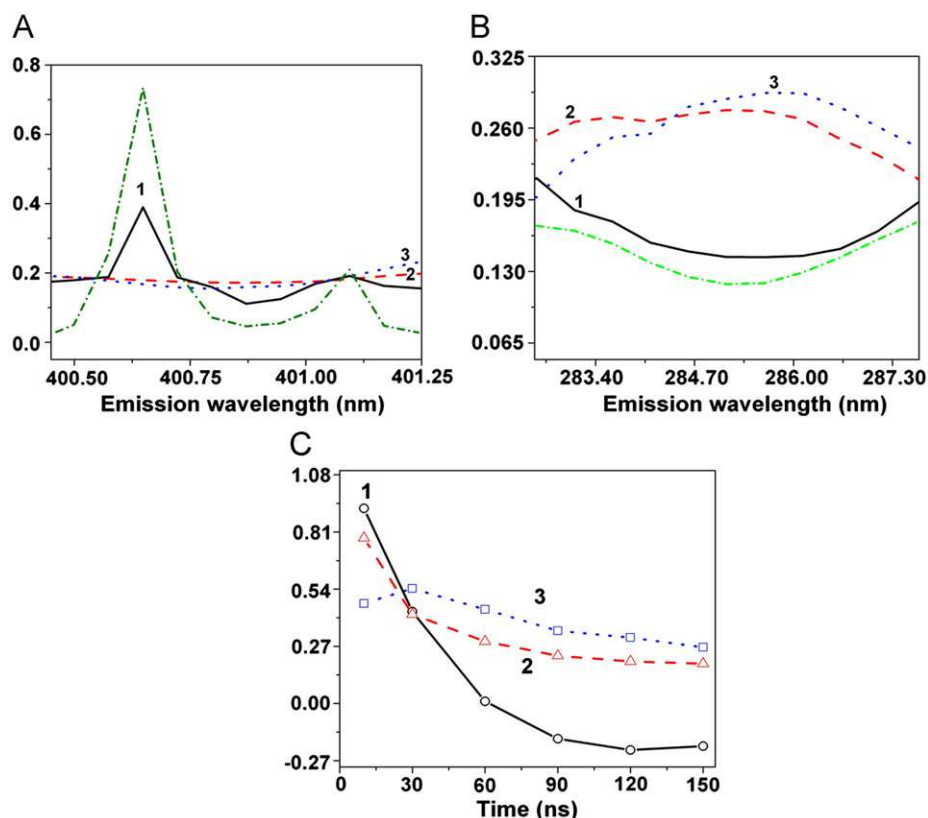 A
0.8
0.6
0.4
0.2
0.0
1
3
2
400.50 400.75 401.00 401.25
Emission wavelength (nm)
B
0.325
0.260
0.195
0.130
0.065
2
3
1
283.40 284.70 286.00 287.30
Emission wavelength (nm)
C
1.08
0.81
0.54
0.27
0.00
-0.27
1
3
2
0 30 60 90 120 150
Time (ns)